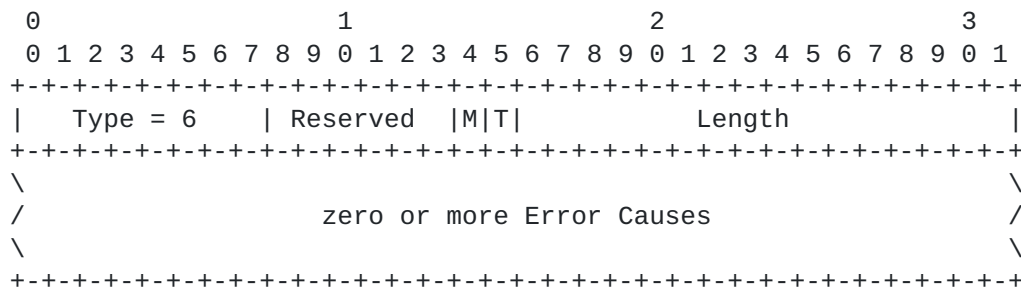 0                   1                   2                   3
 0 1 2 3 4 5 6 7 8 9 0 1 2 3 4 5 6 7 8 9 0 1 2 3 4 5 6 7 8 9 0 1
+-+-+-+-+-+-+-+-+-+-+-+-+-+-+-+-+-+-+-+-+-+-+-+-+-+-+-+-+-+-+-+-+
|   Type = 6    | Reserved  |M|T|           Length              |
+-+-+-+-+-+-+-+-+-+-+-+-+-+-+-+-+-+-+-+-+-+-+-+-+-+-+-+-+-+-+-+-+
\                                                               \
/                   zero or more Error Causes                   /
\                                                               \
+-+-+-+-+-+-+-+-+-+-+-+-+-+-+-+-+-+-+-+-+-+-+-+-+-+-+-+-+-+-+-+-+